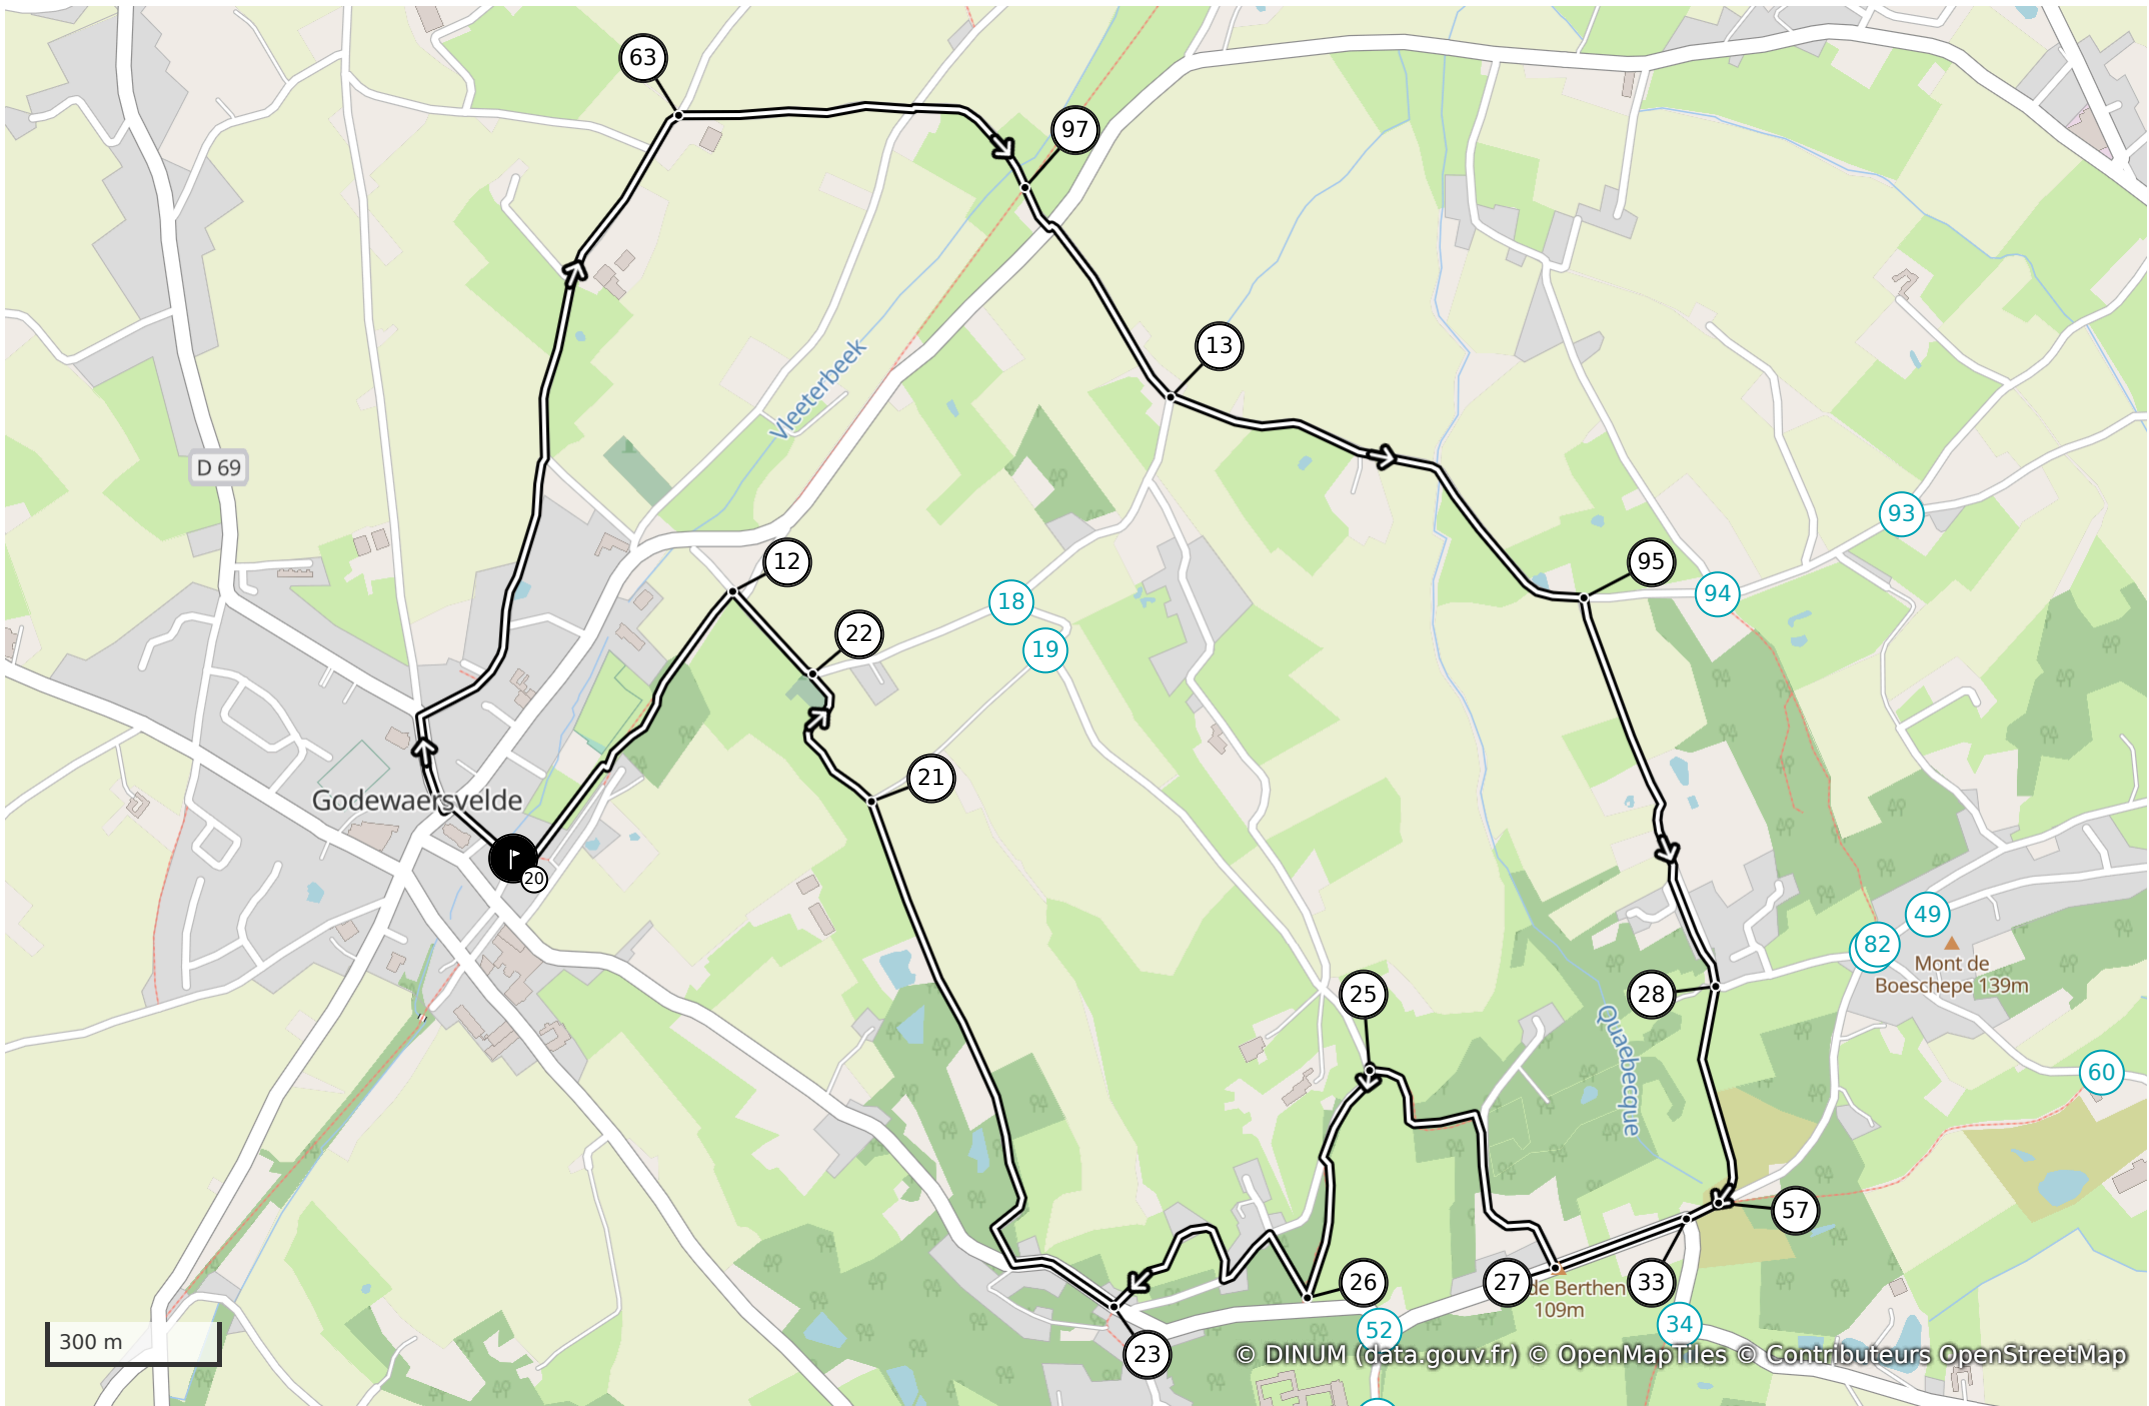 63
97
13
D 69
Vleeterbeek
93
12
95
94
18
22
19
21
Godewaersvelde
20
49
82
Mont de
Boeschepe 139m
25
28
Quaebecque
60
57
27
de Berthen
109m
33
26
34
52
23
300 m
© DINUM (data.gouv.fr) © OpenMapTiles © Contributeurs OpenStreetMap